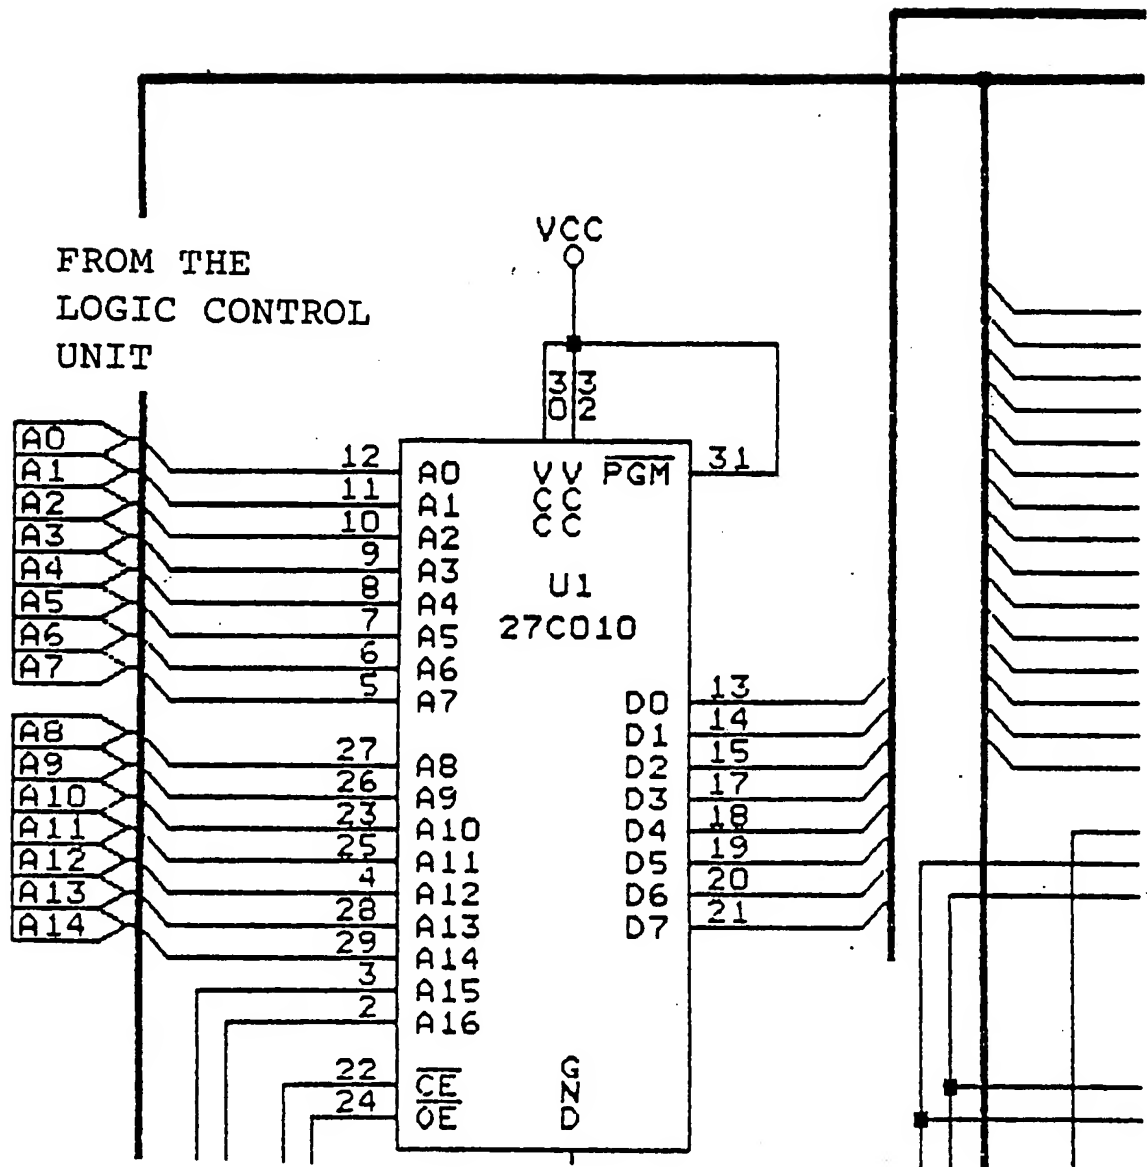 VCC
FROM THE
LOGIC CONTROL
UNIT
30
32
A0
A1
A2
A3
A4
A5
A6
A7
A8
A9
A10
A11
A12
A13
A14
12
11
10
9
8
7
6
5
27
26
23
25
4
28
29
3
2
22
24
A0
A1
A2
A3
A4
A5
A6
A7
A8
A9
A10
A11
A12
A13
A14
A15
A16
CE
OE
VCC
VCC
PGM
31
U1
27C010
D0
D1
D2
D3
D4
D5
D6
D7
13
14
15
17
18
19
20
21
GND